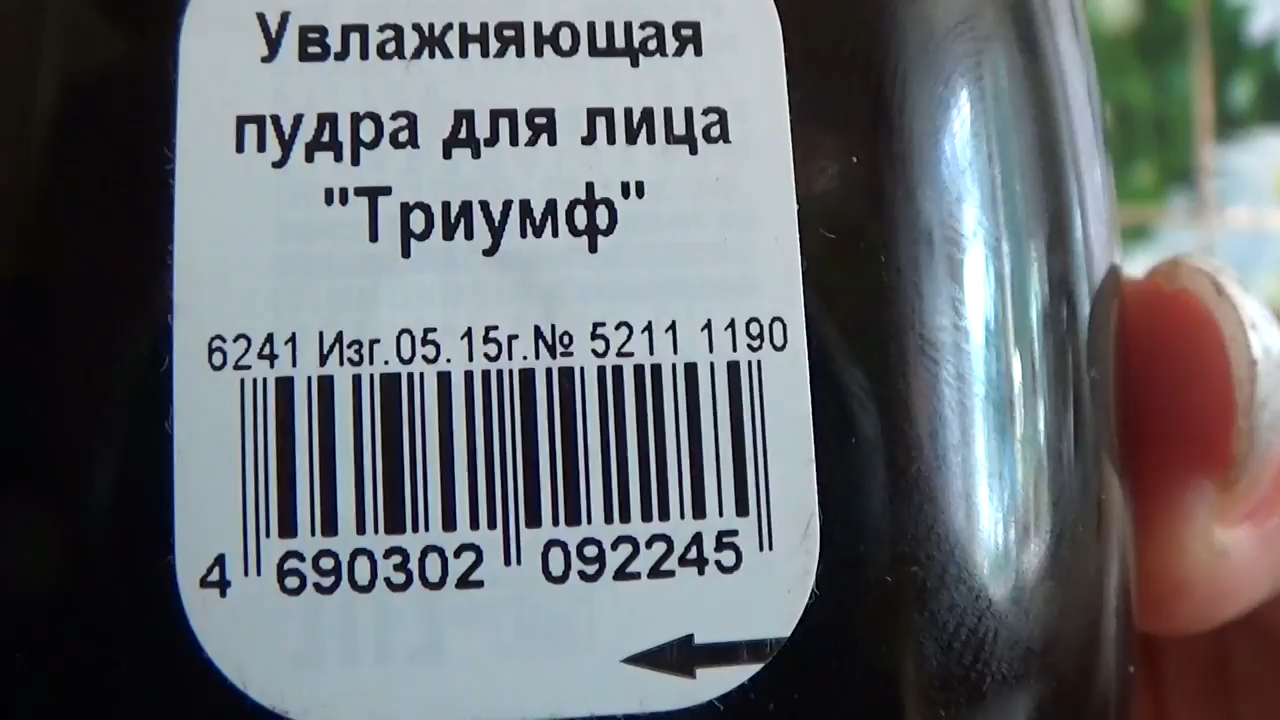 Увлажняющая
пудра для лица
"Триумф"
6241 Изг.05.15г.№ 5211 1190
4 690302 092245